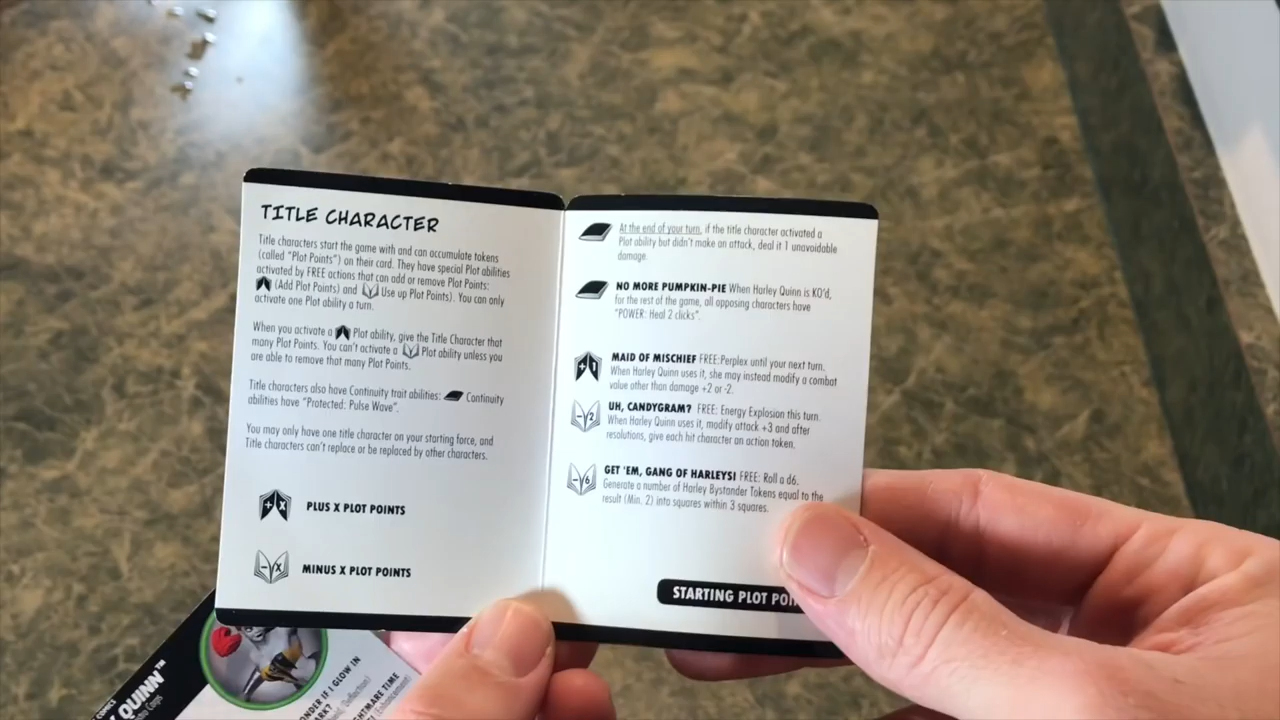 TITLE CHARACTER
Title characters start the game with and can accumulate tokens
(called "Plot Points") on their card. They have special Plot abilities
activated by FREE actions that can add or remove Plot Points:
(Add Plot Points) and Use up Plot Points). You can only
activate one Plot ability a turn.
When you activate a Plot ability, give the Title Character that
many Plot Points. You can't activate a Plot ability unless you
are able to remove that many Plot Points.
Title characters also have Continuity trait abilities: Continuity
abilities have "Protected: Pulse Wave".
You may only have one title character on your starting force, and
Title characters can't replace or be replaced by other characters.
+X PLUS X PLOT POINTS
-X MINUS X PLOT POINTS
At the end of your turn, if the title character activated a
Plot ability but didn't make an attack, deal it 1 unavoidable
damage.
NO MORE PUMPKIN-PIE When Harley Quinn is KO'd,
for the rest of the game, all opposing characters have
"POWER: Heal 2 clicks".
+1 MAID OF MISCHIEF FREE: Perplex until your next turn.
When Harley Quinn uses it, she may instead modify a combat
value other than damage +2 or -2.
-2 UH, CANDYGRAM? FREE: Energy Explosion this turn.
When Harley Quinn uses it, modify attack +3 and after
resolutions, give each hit character an action token.
-6 GET 'EM, GANG OF HARLEYS! FREE: Roll a d6.
Generate a number of Harley Bystander Tokens equal to the
result (Min. 2) into squares within 3 squares.
STARTING PLOT
COMICS
QUINN™
Corps
IF I GLOW IN
TIME